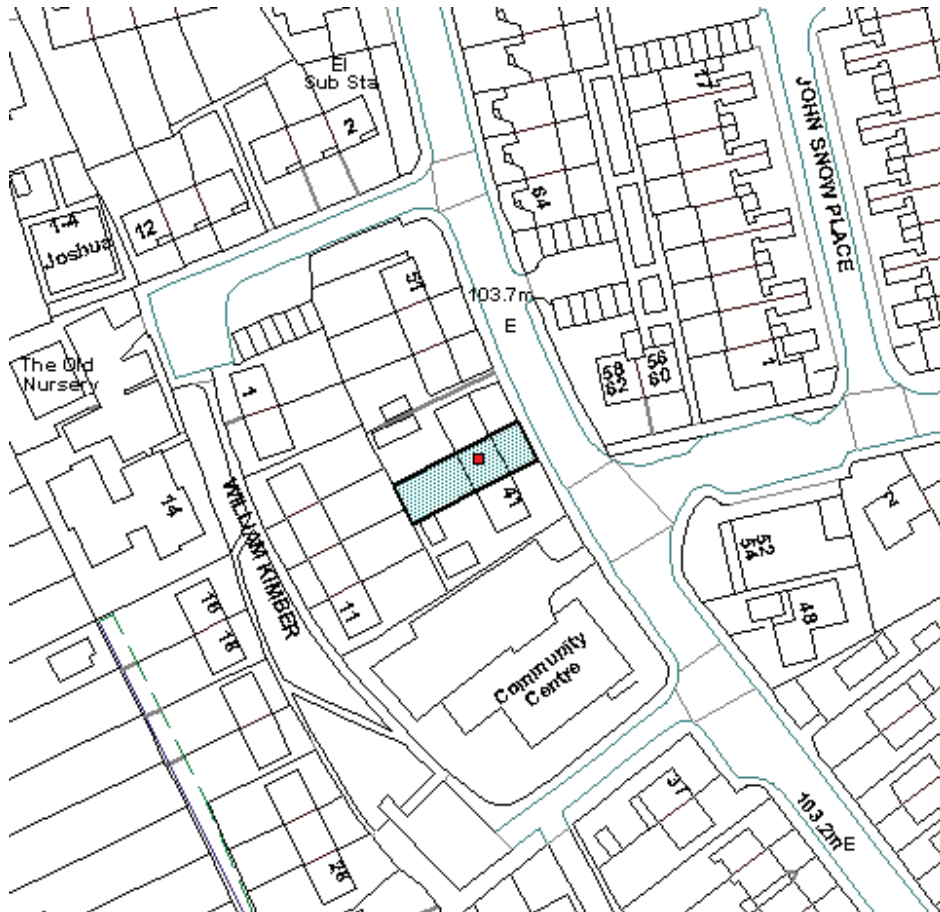 El
Sub Sta
2
17
JOHN SNOW PLACE
64
1-4
Joshua
12
51
103.7m
E
The Old
Nursery
58
62
56
60
1
1
14
WILLIAM KIMBER
41
2
52
54
16
18
11
48
Community
Centre
37
103.2m
E
28